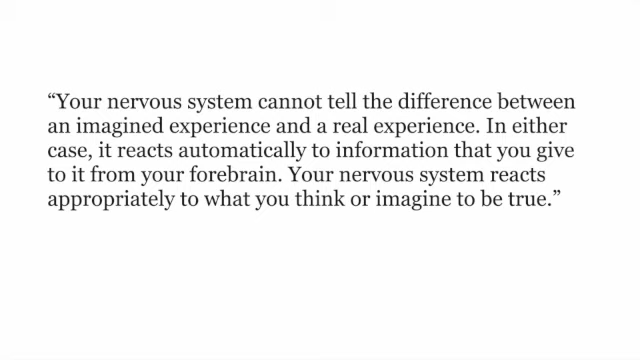 “Your nervous system cannot tell the difference between
an imagined experience and a real experience. In either
case, it reacts automatically to information that you give
to it from your forebrain. Your nervous system reacts
appropriately to what you think or imagine to be true.”